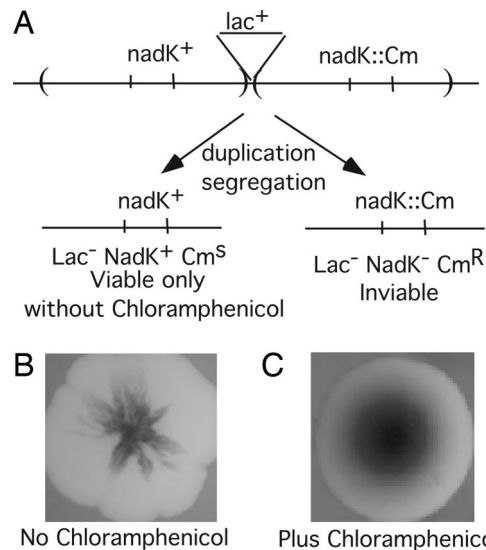 A
lac+
nadK+
nadK::Cm
duplication
segregation
nadK+
nadK::Cm
Lac- NadK+ CmS
Viable only
without Chloramphenicol
Lac- NadK- CmR
Inviable
B
C
No Chloramphenicol
Plus Chloramphenico